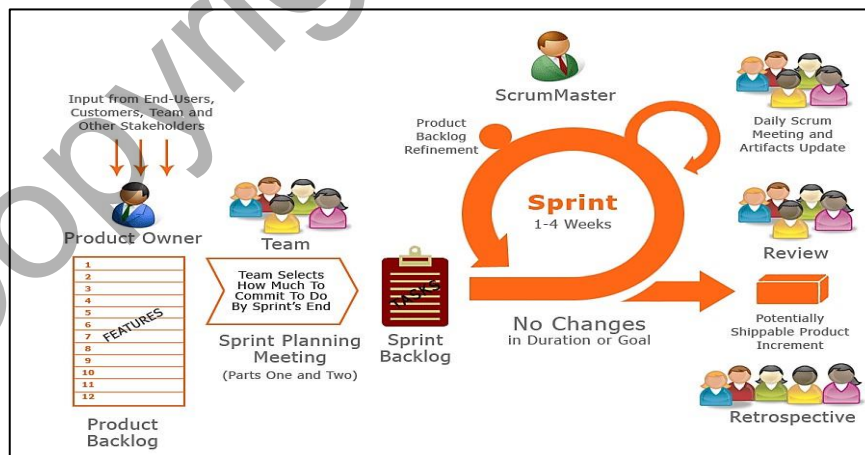 Copyright
Input from End-Users,
Customers, Team and
Other Stakeholders
Product Owner
1
2
3
4
5
6
7
8
9
10
11
12
FEATURES
Product
Backlog
Team
Team Selects
How Much To
Commit To Do
By Sprint's End
Sprint Planning
Meeting
(Parts One and Two)
TASKS
Sprint
Backlog
ScrumMaster
Product
Backlog
Refinement
Sprint
1-4 Weeks
No Changes
in Duration or Goal
Daily Scrum
Meeting and
Artifacts Update
Review
Potentially
Shippable Product
Increment
Retrospective